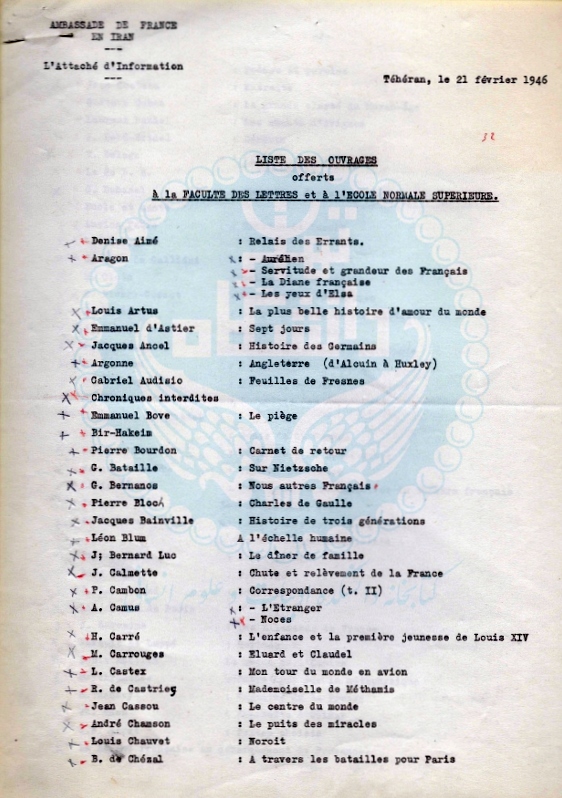 AMBASSADE DE FRANCE
EN IRAN
L'Attaché d'Information
Téhéran, le 21 février 1946
32
LISTE DES OUVRAGES
offerts
à la FACULTE DES LETTRES et à l'ECOLE NORMALE SUPERIEURE.
Denise Aimé : Relais des Errants.
Aragon : - Aurélien
- Servitude et grandeur des Français
- La Diane française
- Les yeux d'Elsa
Louis Artus : La plus belle histoire d'amour du monde
Emmanuel d'Astier : Sept jours
Jacques Ancel : Histoire des Germains
Argonne : Angleterre (d'Alouin à Huxley)
Gabriel Audisio : Feuilles de Fresnes
Chroniques interdites
Emmanuel Bove : Le piège
Bir-Hakeim
Pierre Bourdon : Carnet de retour
G. Bataille : Sur Nietzsohe
G. Bernanos : Nous autres Français
Pierre Bloch : Charles de Gaulle
Jacques Bainville : Histoire de trois générations
Léon Blum A l'échelle humaine
J; Bernard Luc : Le dîner de famille
J. Calmette : Chute et relèvement de la France
P. Cambon : Correspondance (t. II)
A. Camus : - L'Etranger
- Noces
H. Carré : L'enfance et la première jeunesse de Louis XIV
M. Carrouges : Eluard et Claudel
L. Castex : Mon tour du monde en avion
R. de Castries : Mademoiselle de Méthamis
Jean Cassou : Le centre du monde
André Chamson : Le puits des miracles
Louis Chauvet : Noroit
B. de Chézal : A travers les batailles pour Paris